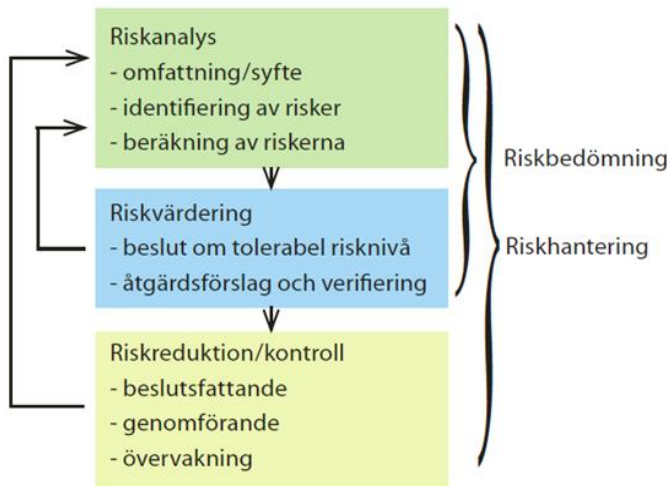 Riskanalys
- omfattning/syfte
- identifiering av risker
- beräkning av riskerna
Riskvärdering
- beslut om tolerabel risknivå
- åtgärdsförslag och verifiering
Riskreduktion/kontroll
- beslutsfattande
- genomförande
- övervakning
Riskbedömning
Riskhantering